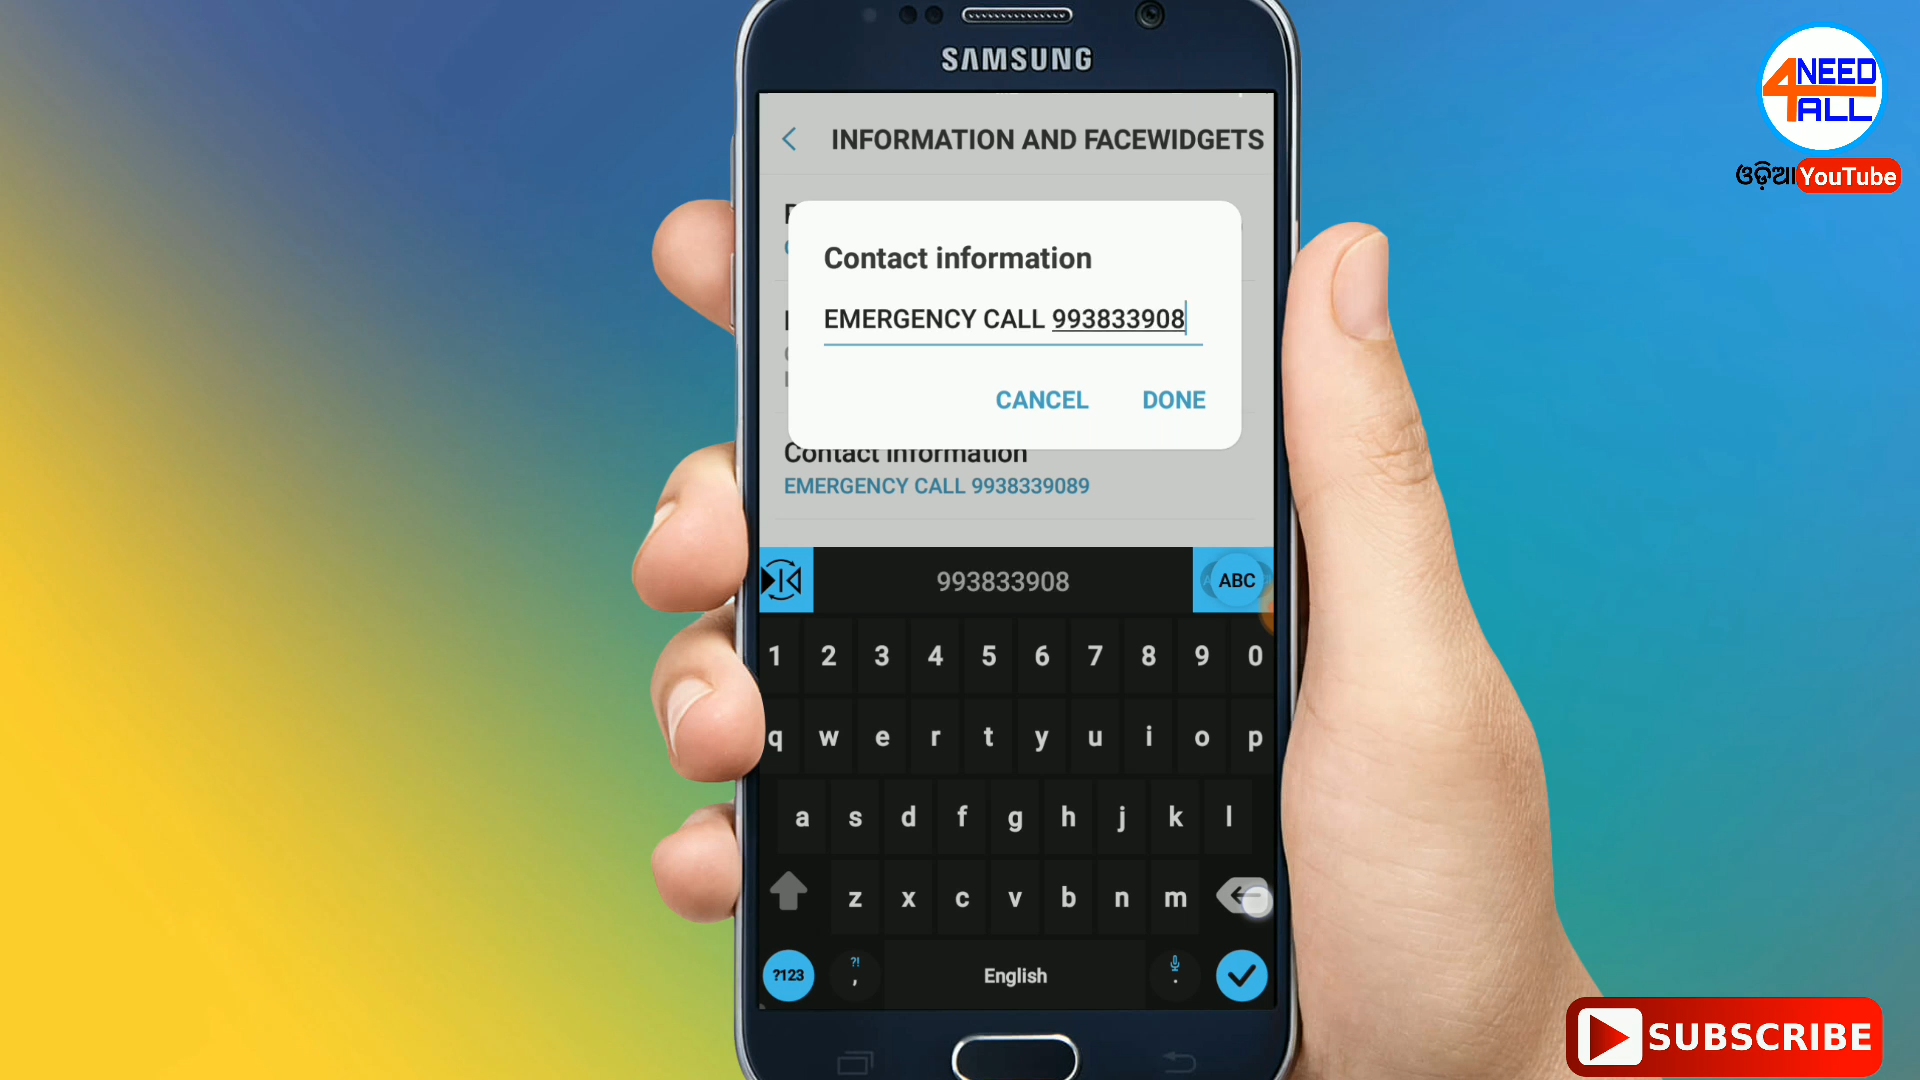 SAMSUNG
4NEED
ALL
ଓଡ଼ିଆ YouTube
INFORMATION AND FACEWIDGETS
Contact information
EMERGENCY CALL 993833908
CANCEL DONE
Contact information
EMERGENCY CALL 9938339089
993833908
ABC
1 2 3 4 5 6 7 8 9 0
q w e r t y u i o p
a s d f g h j k l
z x c v b n m
?123 ?! , English .
SUBSCRIBE